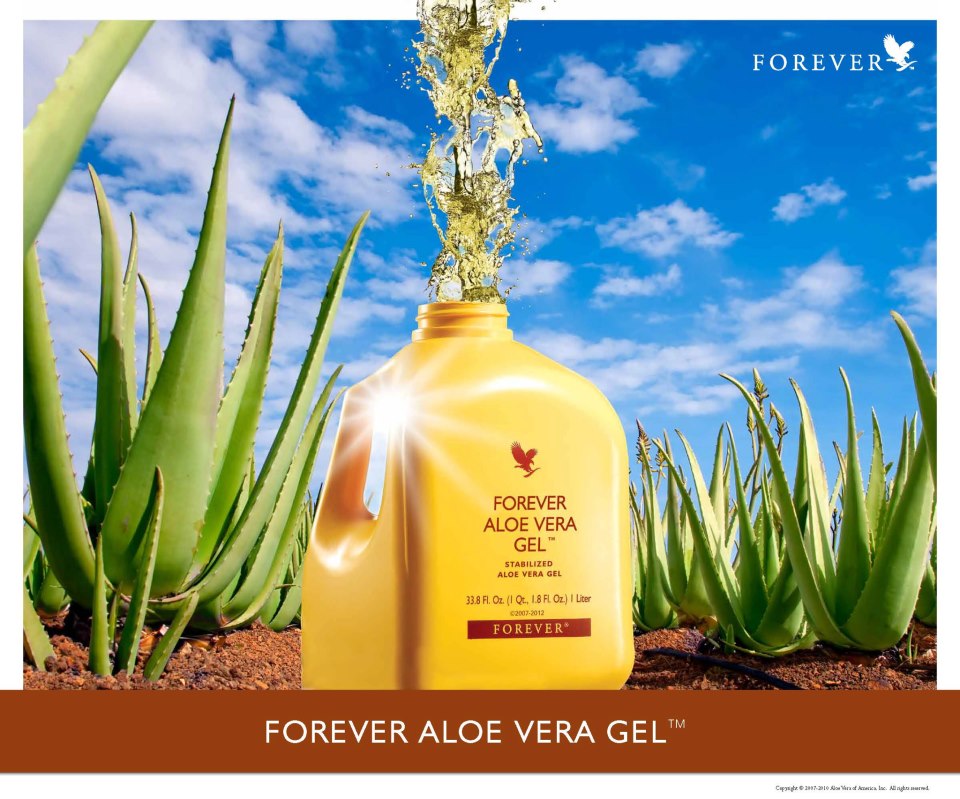 FOREVER
FOREVER
ALOE VERA
GEL™
STABILIZED
ALOE VERA GEL
33.8 Fl. Oz. (1 Qt., 1.8 Fl. Oz.) 1 Liter
©2007-2012
FOREVER®
FOREVER ALOE VERA GEL™
Copyright © 2007-2010 Aloe Vera of America, Inc. All rights reserved.